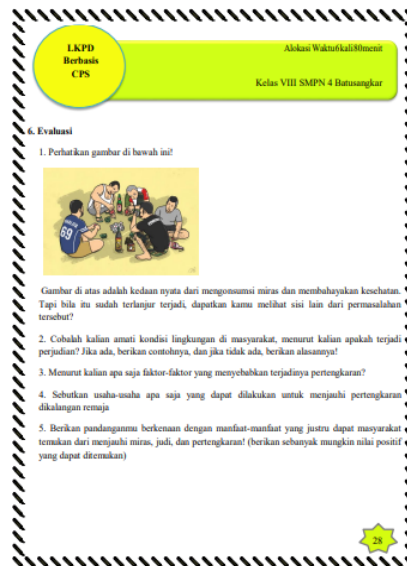 LKPD
Berbasis
CPS
Alokasi Waktu6kali80menit
Kelas VIII SMPN 4 Batusangkar
6. Evaluasi
1. Perhatikan gambar di bawah ini!
69
Gambar di atas adalah kedaan nyata dari mengonsumsi miras dan membahayakan kesehatan.
Tapi bila itu sudah terlanjur terjadi, dapatkan kamu melihat sisi lain dari permasalahan
tersebut?
2. Cobalah kalian amati kondisi lingkungan di masyarakat, menurut kalian apakah terjadi
perjudian? Jika ada, berikan contohnya, dan jika tidak ada, berikan alasannya!
3. Menurut kalian apa saja faktor-faktor yang menyebabkan terjadinya pertengkaran?
4. Sebutkan usaha-usaha apa saja yang dapat dilakukan untuk menjauhi pertengkaran
dikalangan remaja
5. Berikan pandanganmu berkenaan dengan manfaat-manfaat yang justru dapat masyarakat
temukan dari menjauhi miras, judi, dan pertengkaran! (berikan sebanyak mungkin nilai positif
yang dapat ditemukan)
28